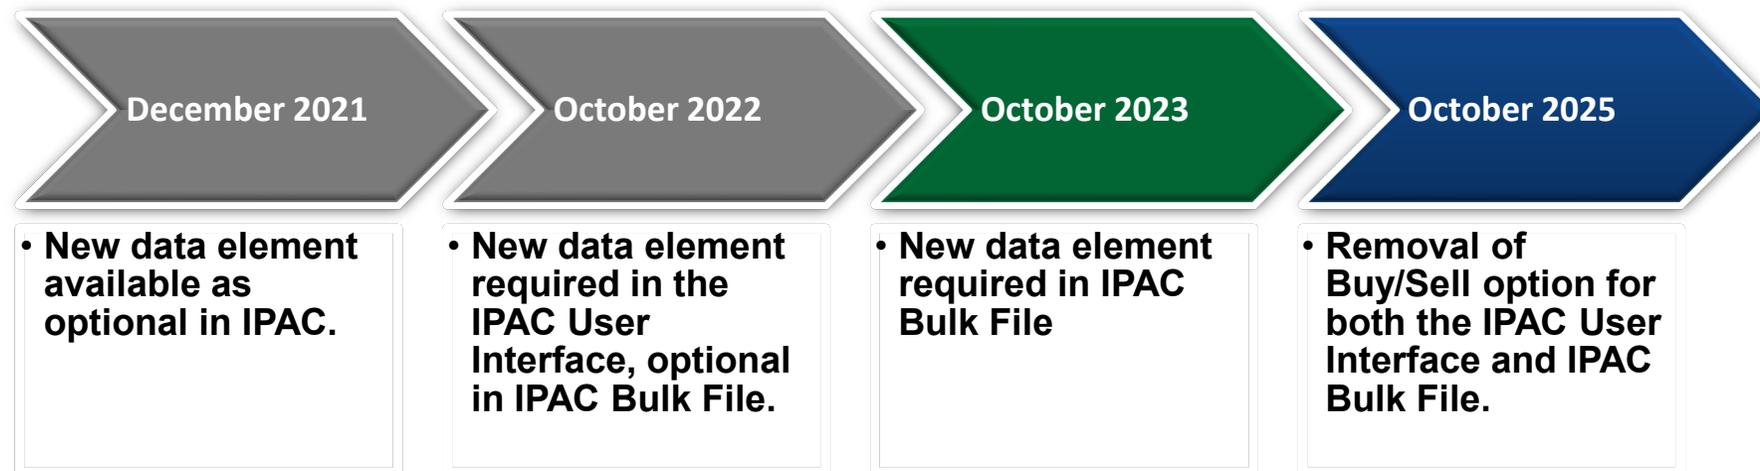 December 2021
October 2022
October 2023
October 2025
• New data element
available as
optional in IPAC.
• New data element
required in the
IPAC User
Interface, optional
in IPAC Bulk File.
• New data element
required in IPAC
Bulk File
• Removal of
Buy/Sell option for
both the IPAC User
Interface and IPAC
Bulk File.